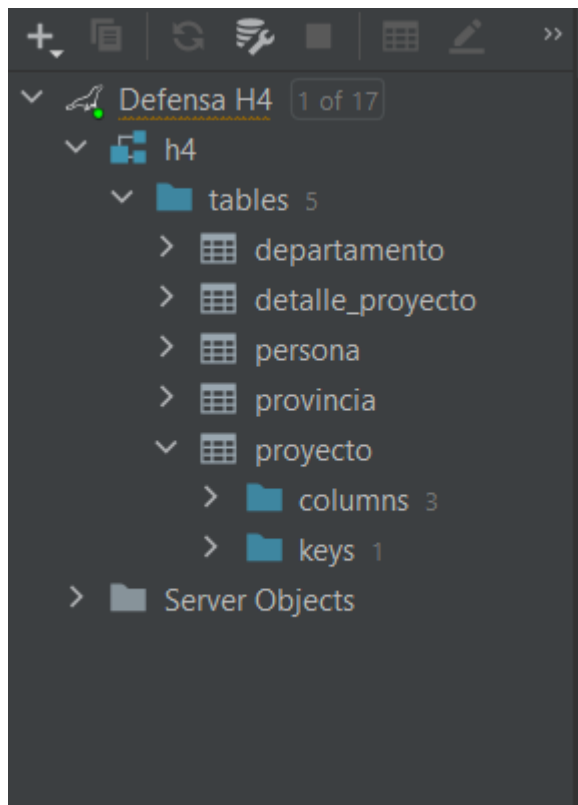 Defensa H4 1 of 17
h4
tables 5
departamento
detalle_proyecto
persona
provincia
proyecto
columns 3
keys 1
Server Objects